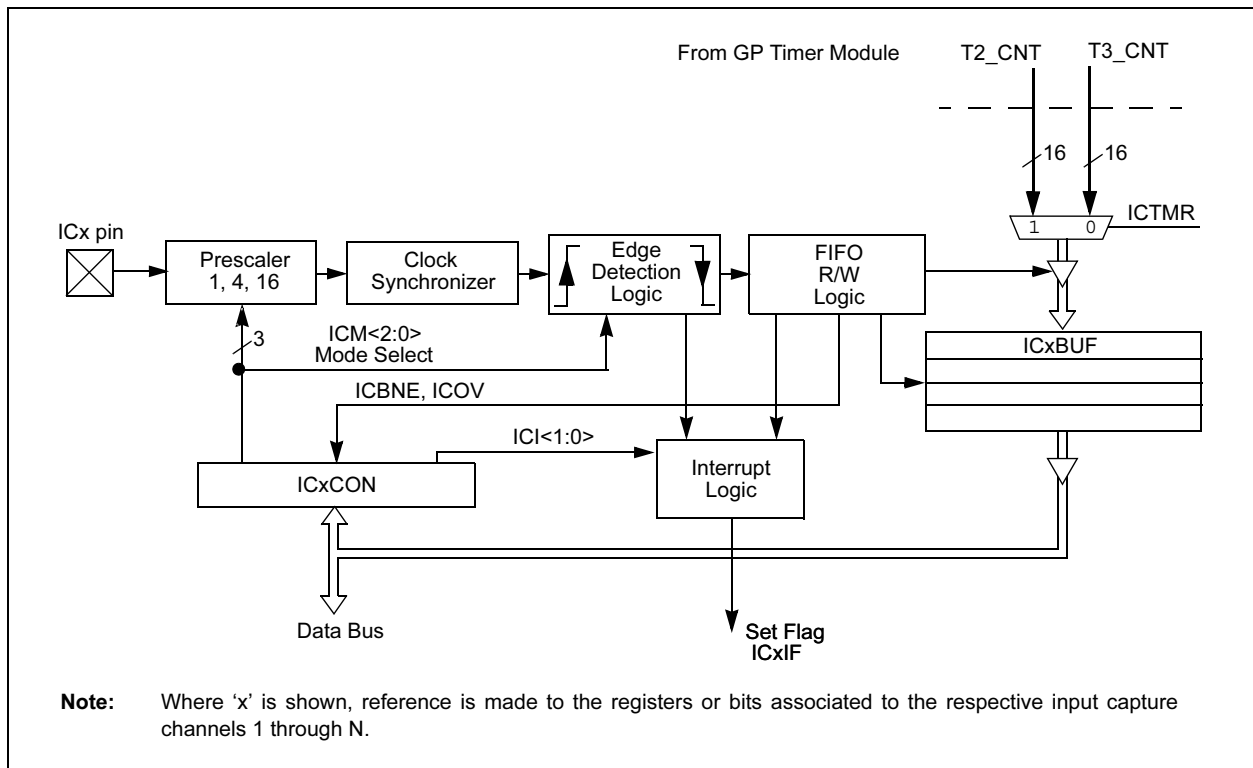 From GP Timer Module
T2_CNT
T3_CNT
16
16
ICTMR
1
0
ICx pin
Prescaler
1, 4, 16
Clock
Synchronizer
Edge
Detection
Logic
FIFO
R/W
Logic
3
ICM<2:0>
Mode Select
ICxBUF
ICBNE, ICOV
ICI<1:0>
Interrupt
Logic
ICxCON
Data Bus
Set Flag
ICxIF
Note: Where ‘x’ is shown, reference is made to the registers or bits associated to the respective input capture
channels 1 through N.